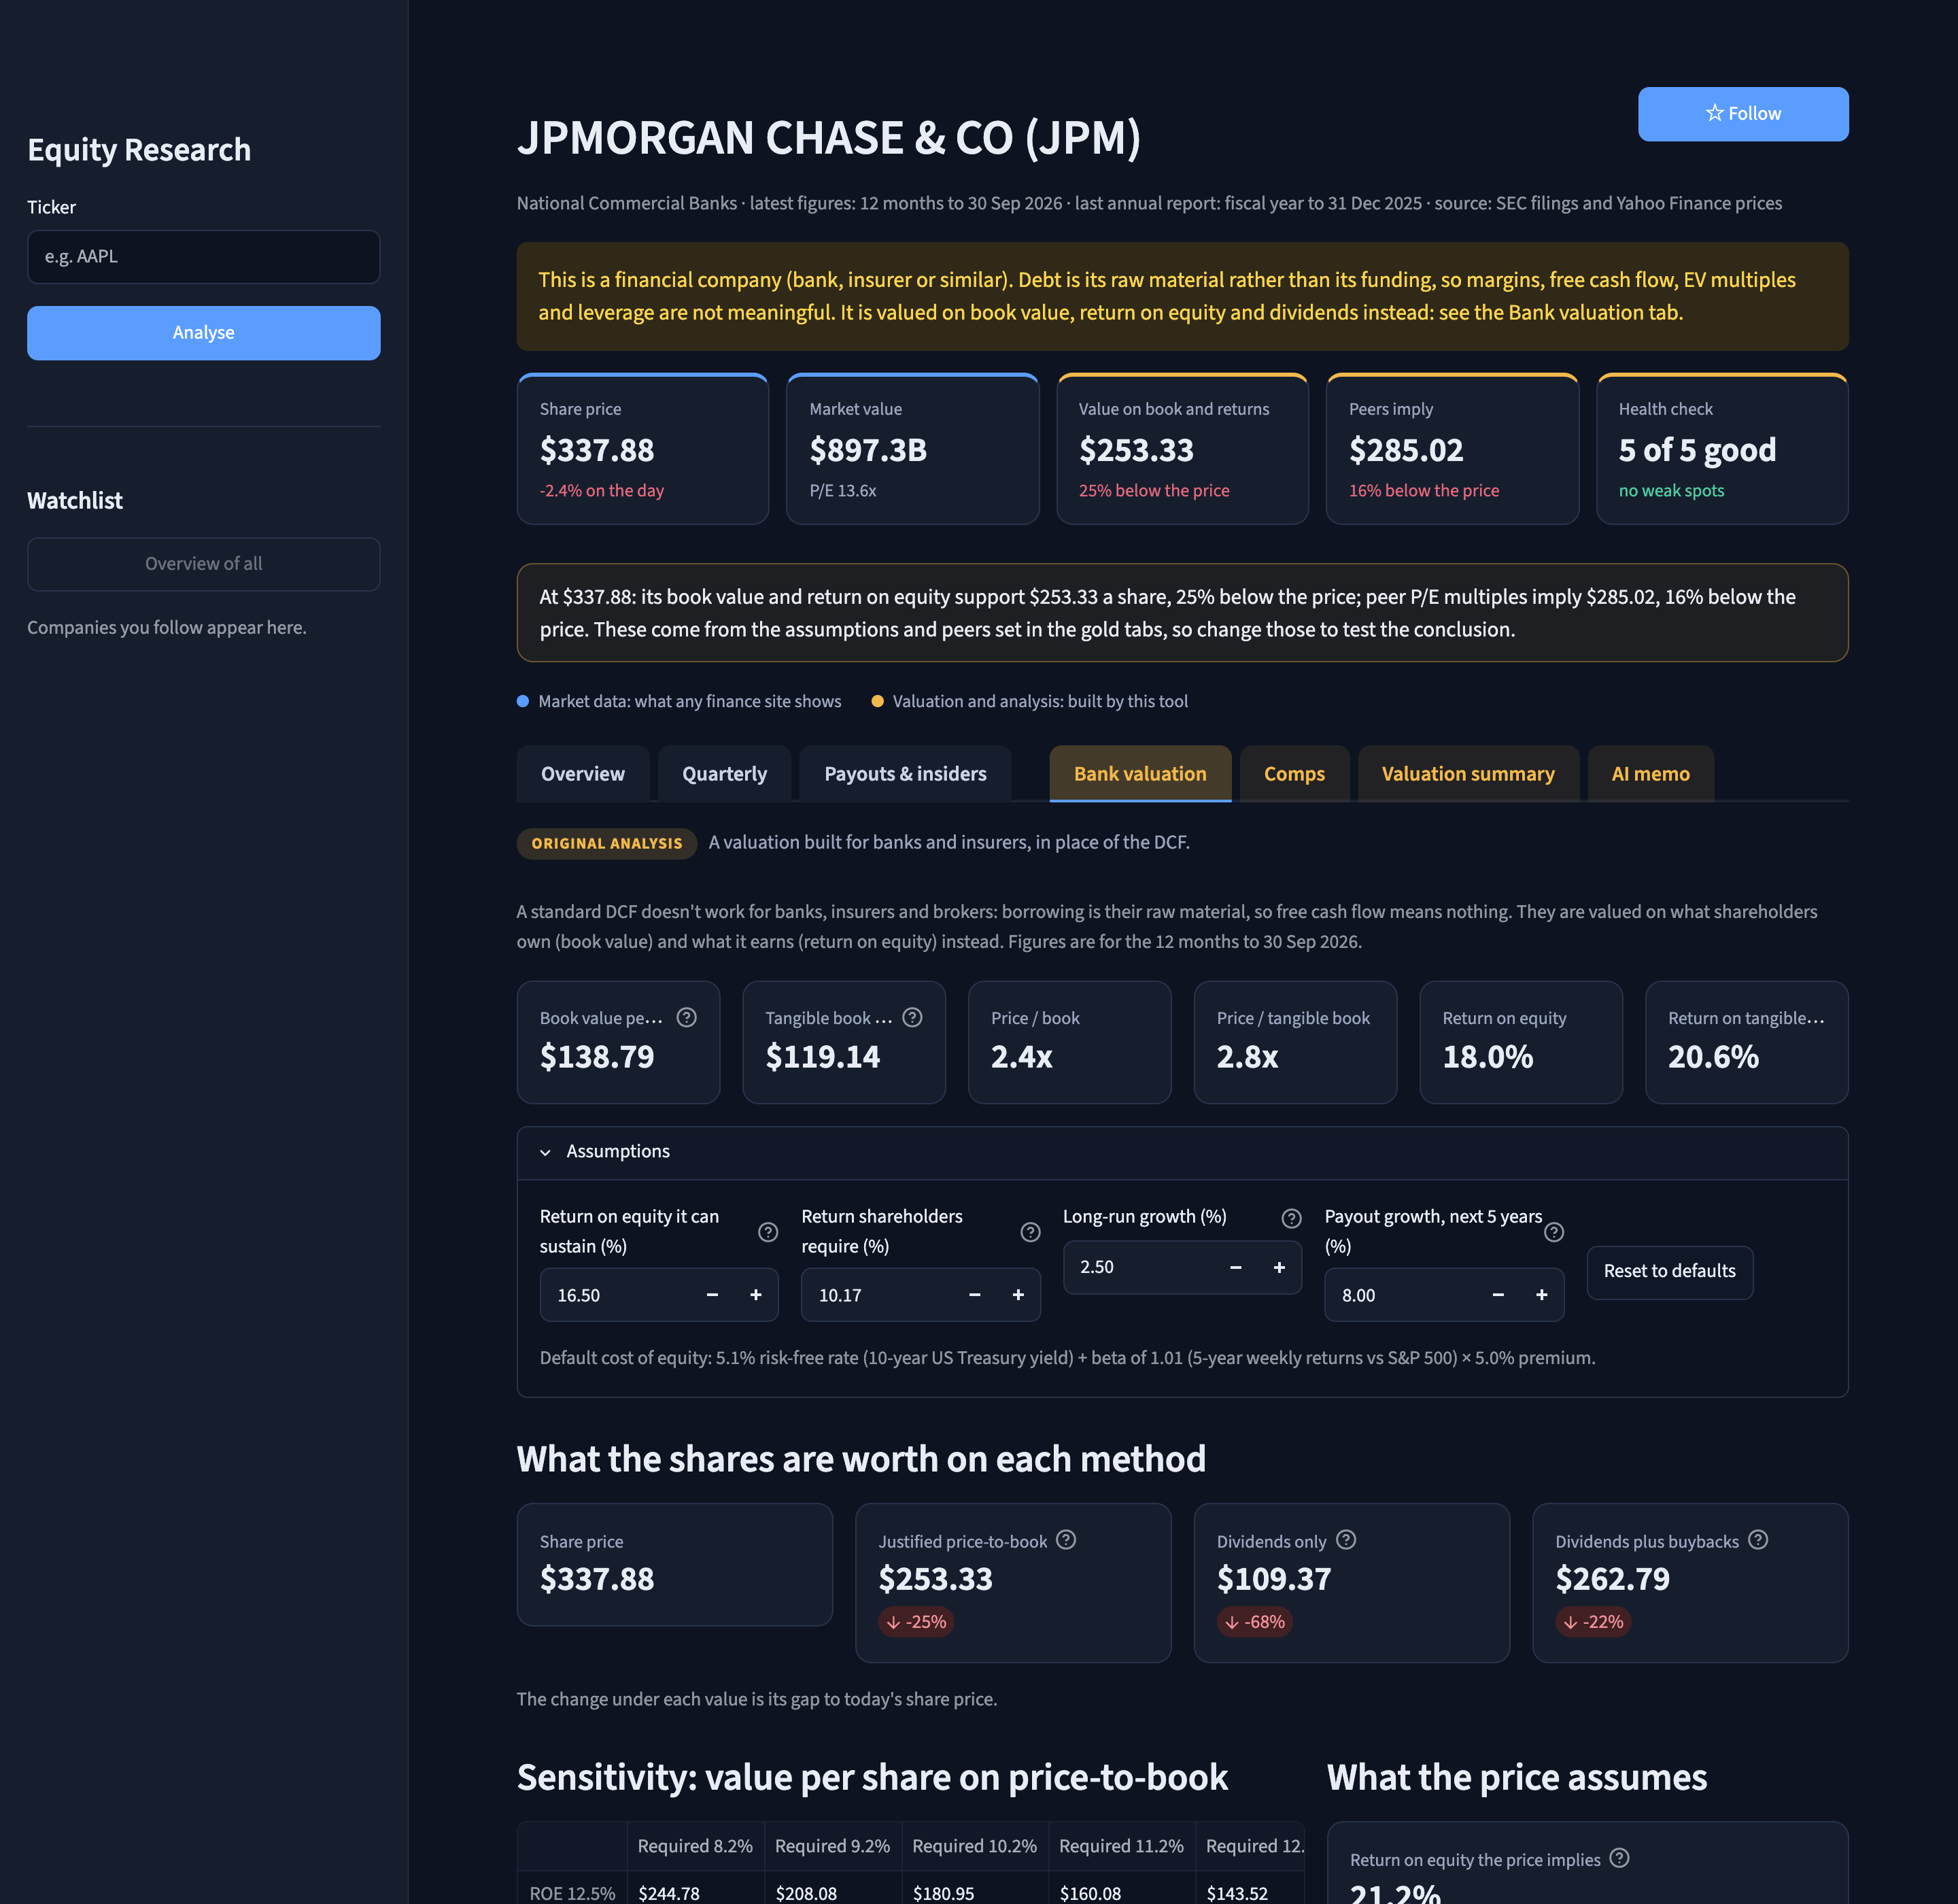 Equity Research
Ticker
e.g. AAPL
Analyse
Watchlist
Overview of all
Companies you follow appear here.
☆ Follow
JPMORGAN CHASE & CO (JPM)
National Commercial Banks · latest figures: 12 months to 30 Sep 2026 · last annual report: fiscal year to 31 Dec 2025 · source: SEC filings and Yahoo Finance prices
This is a financial company (bank, insurer or similar). Debt is its raw material rather than its funding, so margins, free cash flow, EV multiples
and leverage are not meaningful. It is valued on book value, return on equity and dividends instead: see the Bank valuation tab.
Share price
$337.88
-2.4% on the day
Market value
$897.3B
P/E 13.6x
Value on book and returns
$253.33
25% below the price
Peers imply
$285.02
16% below the price
Health check
5 of 5 good
no weak spots
At $337.88: its book value and return on equity support $253.33 a share, 25% below the price; peer P/E multiples imply $285.02, 16% below the
price. These come from the assumptions and peers set in the gold tabs, so change those to test the conclusion.
Market data: what any finance site shows
Valuation and analysis: built by this tool
Overview
Quarterly
Payouts & insiders
Bank valuation
Comps
Valuation summary
AI memo
ORIGINAL ANALYSIS
A valuation built for banks and insurers, in place of the DCF.
A standard DCF doesn't work for banks, insurers and brokers: borrowing is their raw material, so free cash flow means nothing. They are valued on what shareholders
own (book value) and what it earns (return on equity) instead. Figures are for the 12 months to 30 Sep 2026.
Book value pe...
$138.79
Tangible book ...
$119.14
Price / book
2.4x
Price / tangible book
2.8x
Return on equity
18.0%
Return on tangible...
20.6%
Assumptions
Return on equity it can
sustain (%)
16.50
Return shareholders
require (%)
10.17
Long-run growth (%)
2.50
Payout growth, next 5 years
(%)
8.00
Reset to defaults
Default cost of equity: 5.1% risk-free rate (10-year US Treasury yield) + beta of 1.01 (5-year weekly returns vs S&P 500) × 5.0% premium.
What the shares are worth on each method
Share price
$337.88
Justified price-to-book
$253.33
↓ -25%
Dividends only
$109.37
↓ -68%
Dividends plus buybacks
$262.79
↓ -22%
The change under each value is its gap to today's share price.
Sensitivity: value per share on price-to-book
Required 8.2% Required 9.2% Required 10.2% Required 11.2% Required 12.
ROE 12.5% $244.78 $208.08 $180.95 $160.08 $143.52
What the price assumes
Return on equity the price implies
21.2%